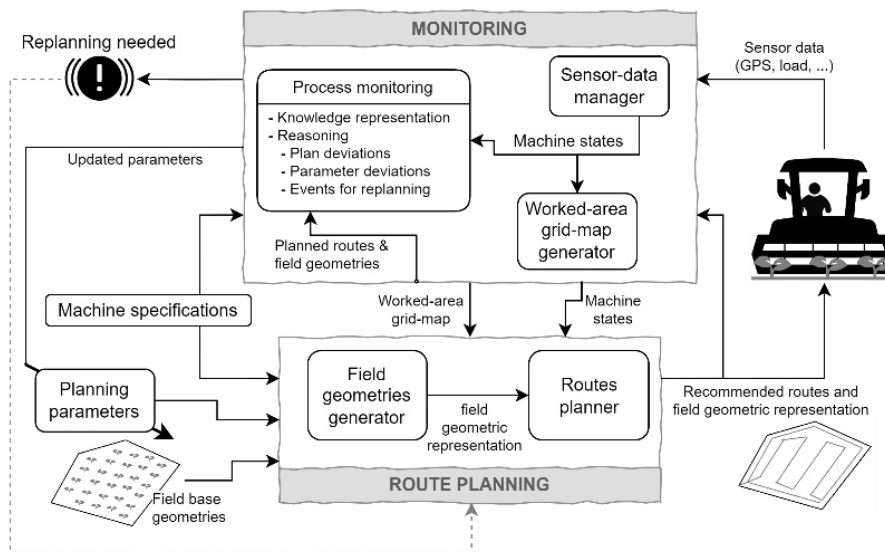 MONITORING
Replanning needed
Sensor data
(GPS, load, ...)
Process monitoring
- Knowledge representation
- Reasoning
- Plan deviations
- Parameter deviations
- Events for replanning
Sensor-data
manager
Machine states
Updated parameters
Worked-area
grid-map
generator
Planned routes &
field geometries
Machine specifications
Worked-area
grid-map
Machine
states
Planning
parameters
Field
geometries
generator
field
geometric
representation
Routes
planner
Recommended routes and
field geometric representation
Field base
geometries
ROUTE PLANNING